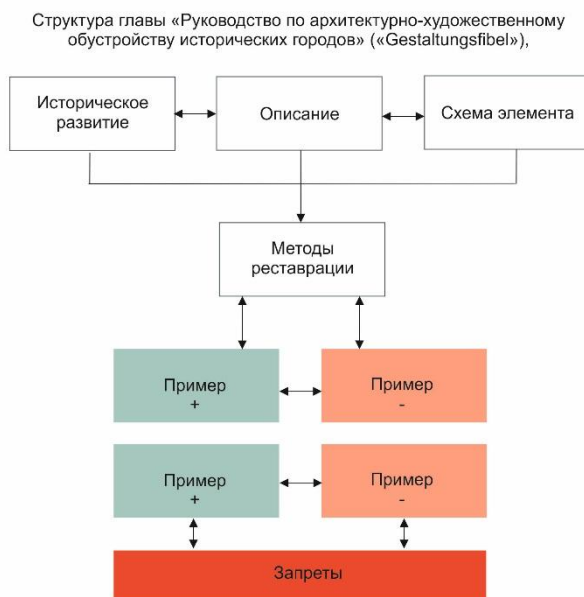 Структура главы «Руководство по архитектурно-художественному
обустройству исторических городов» («Gestaltungsfibel»),
Историческое
развитие
Описание
Схема элемента
Методы
реставрации
Пример
+
Пример
-
Пример
+
Пример
-
Запреты